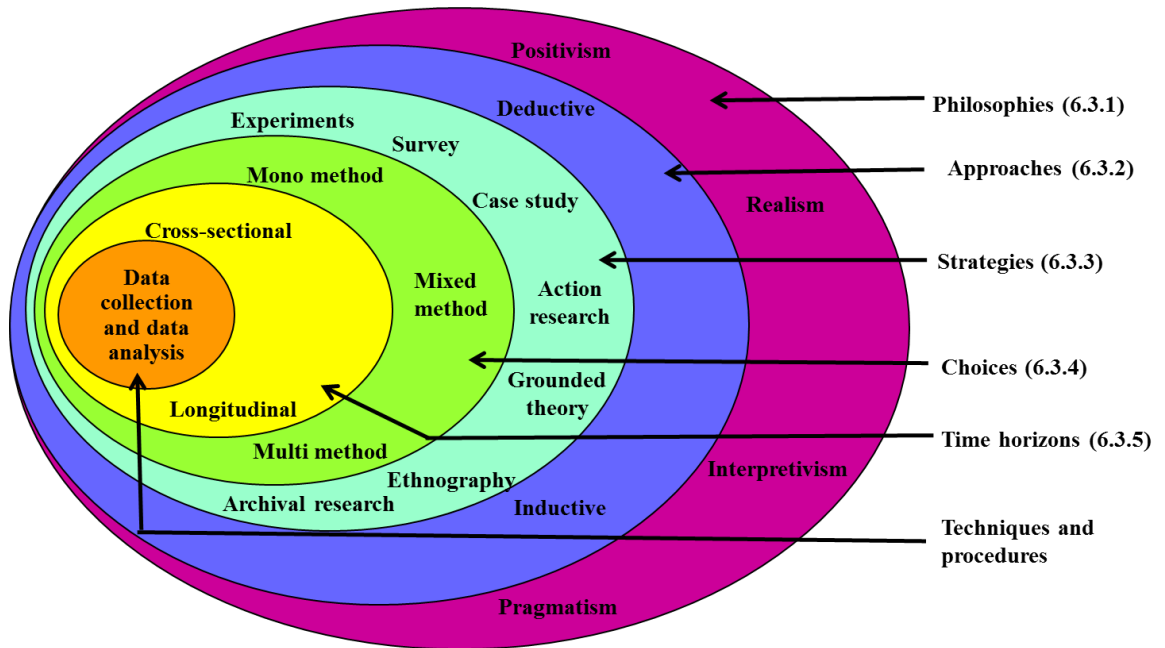 Positivism
Deductive
Experiments
Survey
Mono method
Case study
Cross-sectional
Realism
Data
collection
and data
analysis
Mixed
method
Action
research
Longitudinal
Grounded
theory
Multi method
Interpretivism
Ethnography
Archival research
Inductive
Pragmatism
Philosophies (6.3.1)
Approaches (6.3.2)
Strategies (6.3.3)
Choices (6.3.4)
Time horizons (6.3.5)
Techniques and
procedures